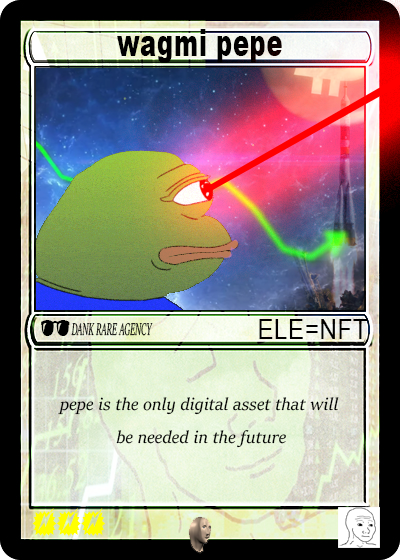 wagmi pepe
DANK RARE AGENCY
ELE=NFT
pepe is the only digital asset that will
be needed in the future